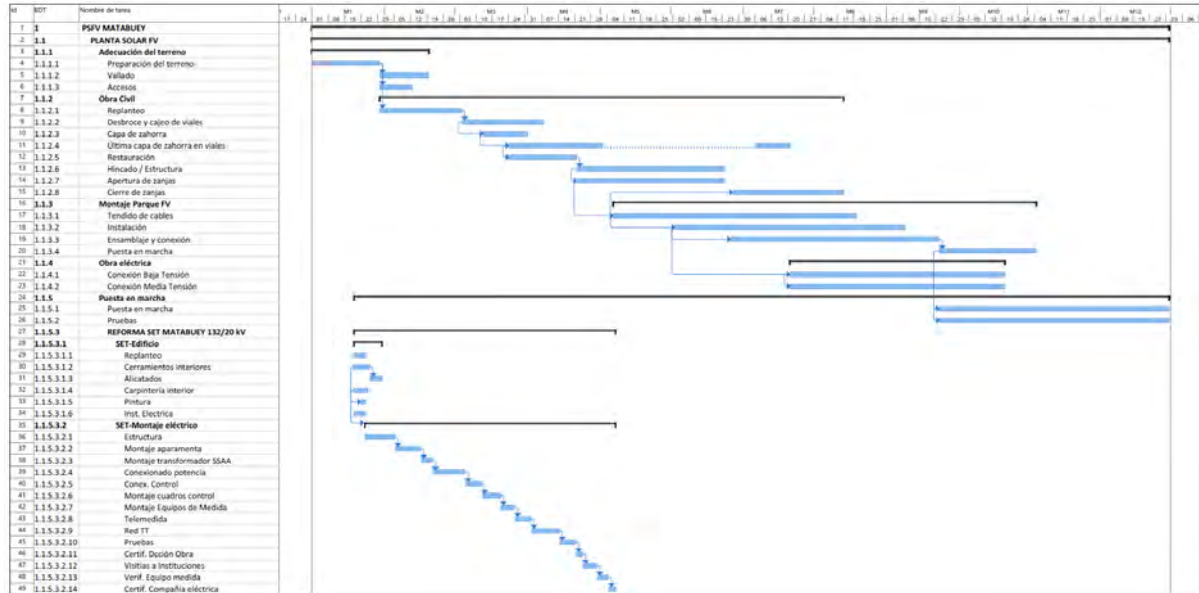 Id EDT Nombre de tarea M1 M2 M3 M4 M5 M6 M7 M8 M9 M10 M11 M12
1 1 PSFV MATABUEY
2 1.1 PLANTA SOLAR FV
3 1.1.1 Adecuación del terreno
4 1.1.1.1 Preparación del terreno
5 1.1.1.2 Vallado
6 1.1.1.3 Accesos
7 1.1.2 Obra Civil
8 1.1.2.1 Replanteo
9 1.1.2.2 Desbroce y cajeo de viales
10 1.1.2.3 Capa de zahorra
11 1.1.2.4 Última capa de zahorra en viales
12 1.1.2.5 Restauración
13 1.1.2.6 Hincado / Estructura
14 1.1.2.7 Apertura de zanjas
15 1.1.2.8 Cierre de zanjas
16 1.1.3 Montaje Parque FV
17 1.1.3.1 Tendido de cables
18 1.1.3.2 Instalación
19 1.1.3.3 Ensamblaje y conexión
20 1.1.3.4 Puesta en marcha
21 1.1.4 Obra eléctrica
22 1.1.4.1 Conexión Baja Tensión
23 1.1.4.2 Conexión Media Tensión
24 1.1.5 Puesta en marcha
25 1.1.5.1 Puesta en marcha
26 1.1.5.2 Pruebas
27 1.1.5.3 REFORMA SET MATABUEY 132/20 kV
28 1.1.5.3.1 SET-Edificio
29 1.1.5.3.1.1 Replanteo
30 1.1.5.3.1.2 Cerramientos interiores
31 1.1.5.3.1.3 Alicatados
32 1.1.5.3.1.4 Carpintería interior
33 1.1.5.3.1.5 Pintura
34 1.1.5.3.1.6 Inst. Electrica
35 1.1.5.3.2 SET-Montaje eléctrico
36 1.1.5.3.2.1 Estructura
37 1.1.5.3.2.2 Montaje aparamenta
38 1.1.5.3.2.3 Montaje transformador SSAA
39 1.1.5.3.2.4 Conexionado potencia
40 1.1.5.3.2.5 Conex. Control
41 1.1.5.3.2.6 Montaje cuadros control
42 1.1.5.3.2.7 Montaje Equipos de Medida
43 1.1.5.3.2.8 Telemedida
44 1.1.5.3.2.9 Red TT
45 1.1.5.3.2.10 Pruebas
46 1.1.5.3.2.11 Certif. Dcción Obra
47 1.1.5.3.2.12 Visitias a Instituciones
48 1.1.5.3.2.13 Verif. Equipo medida
49 1.1.5.3.2.14 Certif. Compañía eléctrica